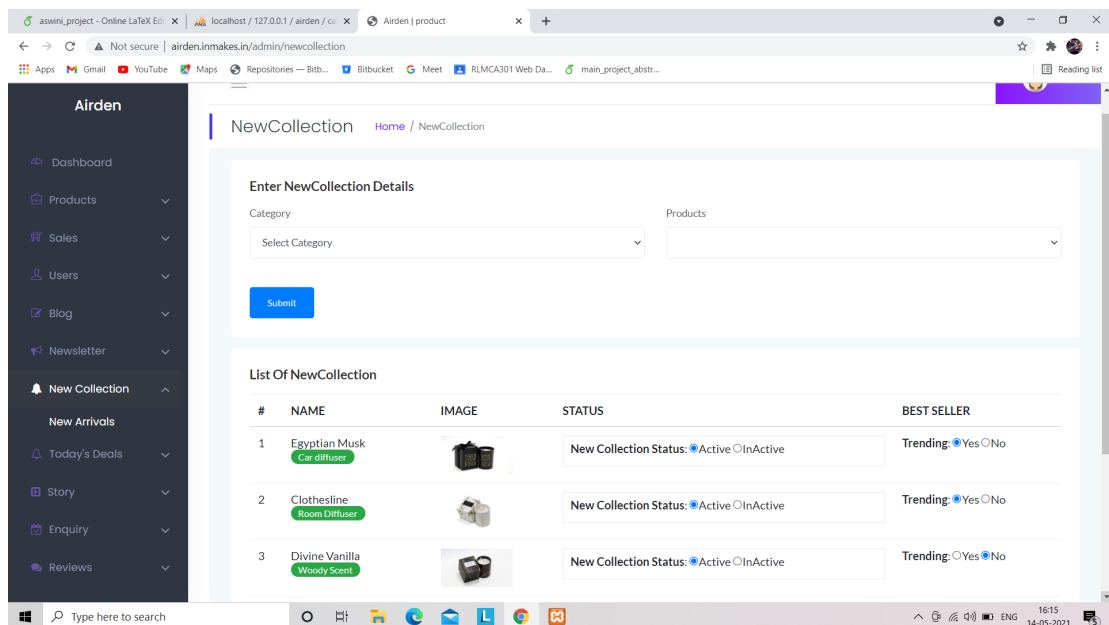 aswini_project - Online LaTeX Edi
localhost / 127.0.0.1 / airden / ca
Airden | product
Not secure | airden.inmakes.in/admin/newcollection
Apps
Gmail
YouTube
Maps
Repositories — Bitb...
Bitbucket
Meet
RLMCA301 Web Da...
main_project_abstr...
Reading list
Airden
NewCollection
Home / NewCollection
Dashboard
Products
Sales
Users
Blog
Newsletter
New Collection
New Arrivals
Today's Deals
Story
Enquiry
Reviews
Enter NewCollection Details
Category
Products
Select Category
Submit
List Of NewCollection
# NAME IMAGE STATUS BEST SELLER
1 Egyptian Musk New Collection Status: Active InActive Trending: Yes No
Car diffuser
2 Clothesline New Collection Status: Active InActive Trending: Yes No
Room Diffuser
3 Divine Vanilla New Collection Status: Active InActive Trending: Yes No
Woody Scent
Type here to search
ENG
16:15
14-05-2021
5